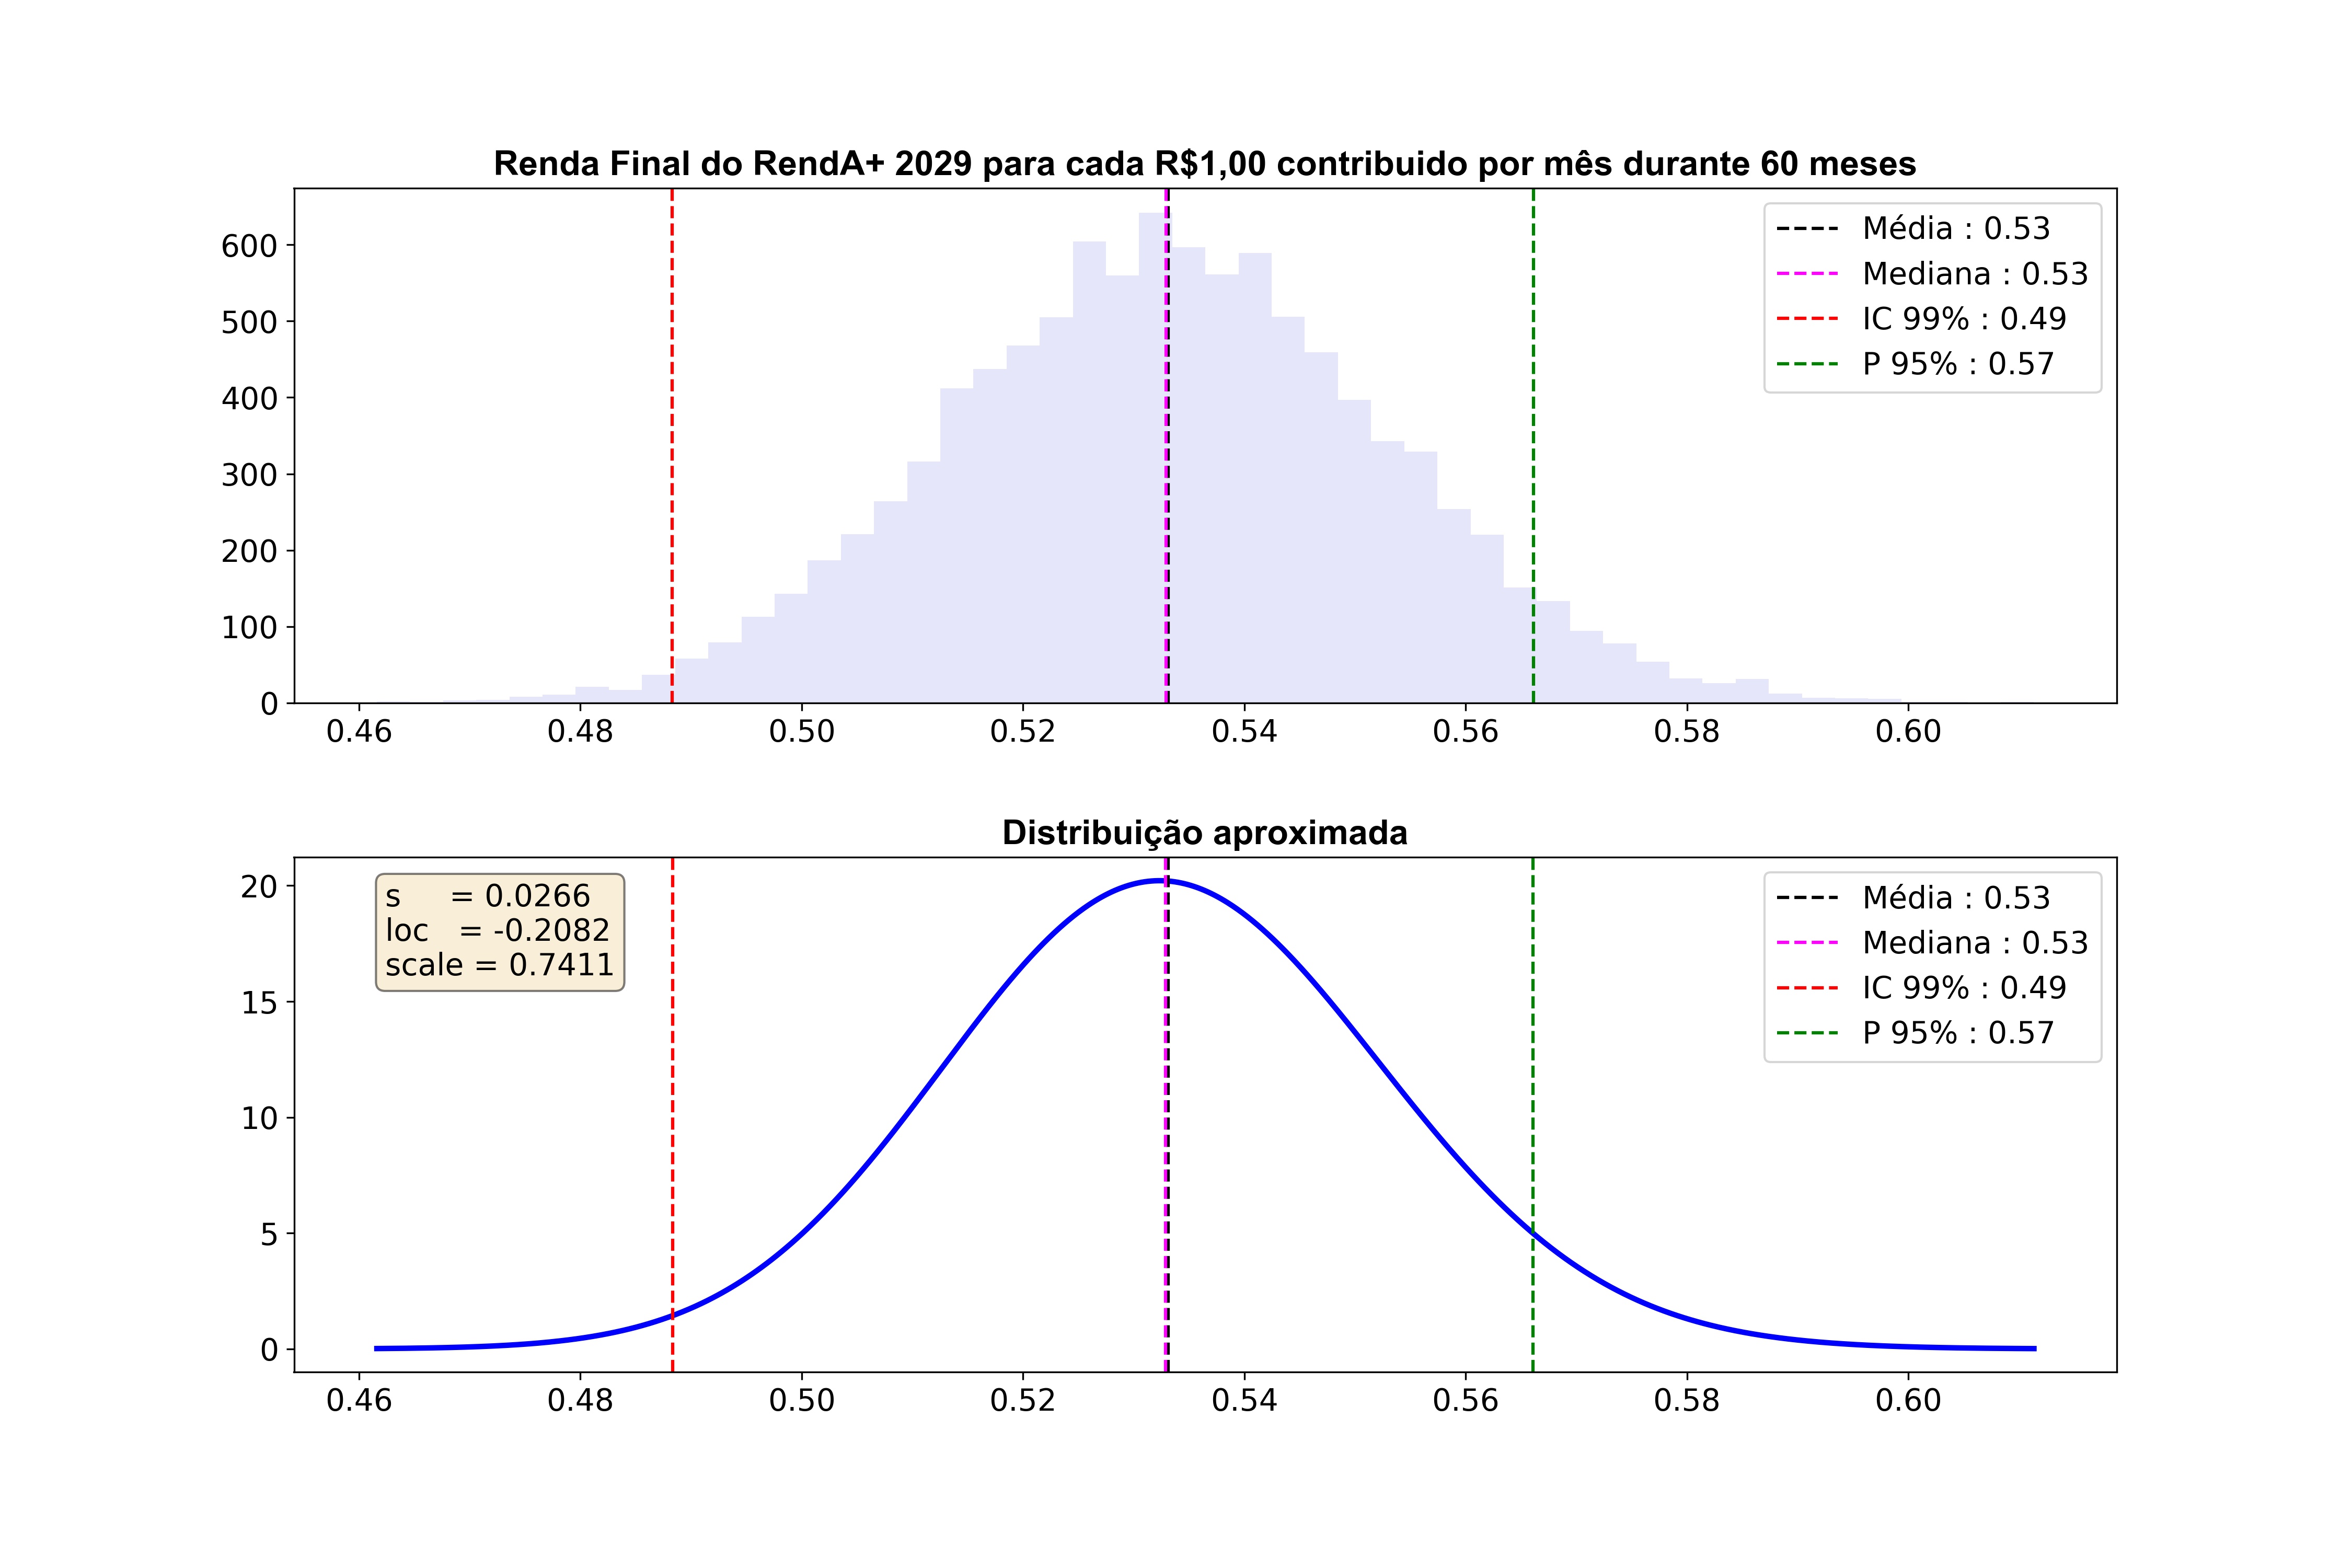 Renda Final do RendA+ 2029 para cada R$1,00 contribuido por mês durante 60 meses
600
500
400
300
200
100
0
Média : 0.53
Mediana : 0.53
IC 99% : 0.49
P 95% : 0.57
0.46 0.48 0.50 0.52 0.54 0.56 0.58 0.60
Distribuição aproximada
20
15
10
5
0
s = 0.0266
loc = -0.2082
scale = 0.7411
Média : 0.53
Mediana : 0.53
IC 99% : 0.49
P 95% : 0.57
0.46 0.48 0.50 0.52 0.54 0.56 0.58 0.60